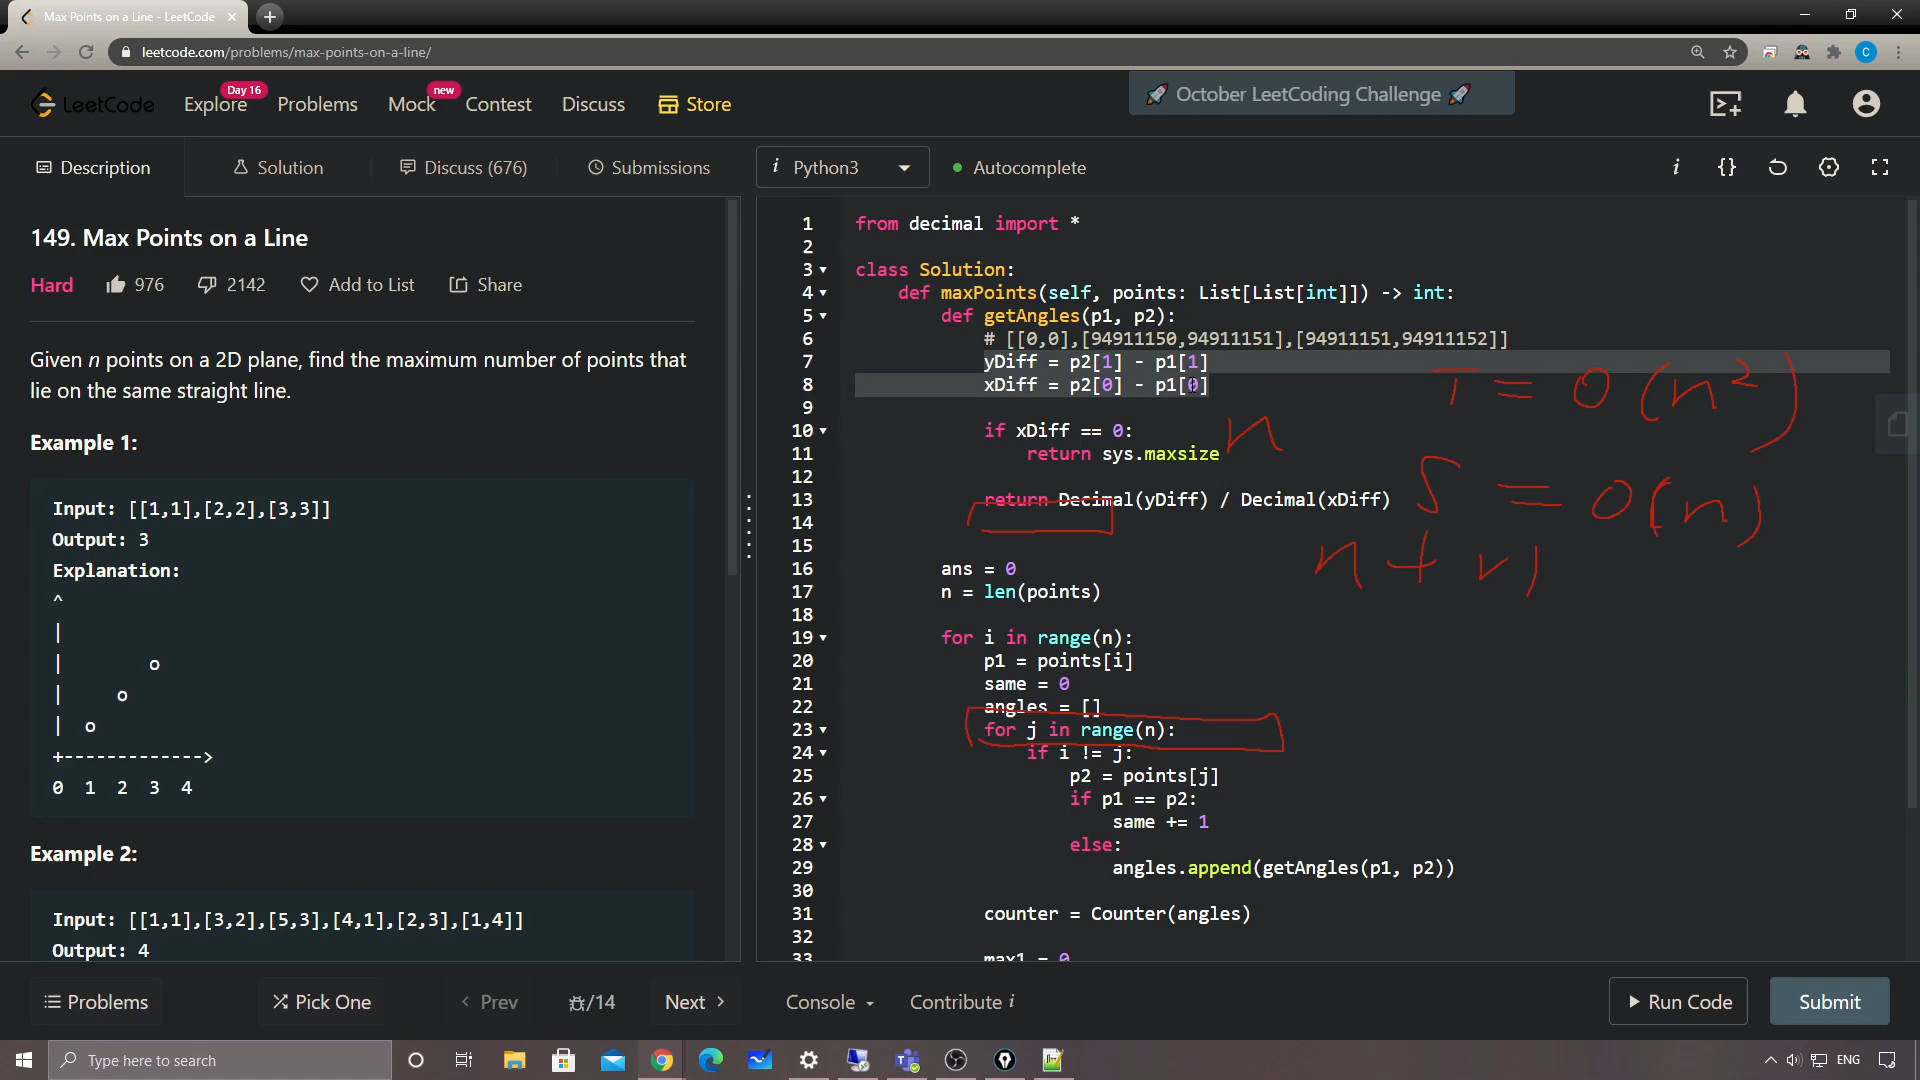 Max Points on a Line - LeetCode
leetcode.com/problems/max-points-on-a-line/
C
LeetCode
Explore
Day 16
Problems
Mock
new
Contest
Discuss
Store
🚀 October LeetCoding Challenge 🚀
Description
Solution
Discuss (676)
Submissions
i Python3
Autocomplete
i
{}
149. Max Points on a Line
Hard
976
2142
Add to List
Share
Given n points on a 2D plane, find the maximum number of points that
lie on the same straight line.
Example 1:
Input: [[1,1],[2,2],[3,3]]
Output: 3
Explanation:
^
|
|        o
|     o
|  o
+------------->
0  1  2  3  4
Example 2:
Input: [[1,1],[3,2],[5,3],[4,1],[2,3],[1,4]]
Output: 4
1 from decimal import *
2
3 class Solution:
4 def maxPoints(self, points: List[List[int]]) -> int:
5 def getAngles(p1, p2):
6 # [[0,0],[94911150,94911151],[94911151,94911152]]
7 yDiff = p2[1] - p1[1]
8 xDiff = p2[0] - p1[0]
9
10 if xDiff == 0:
11 return sys.maxsize
12
13 return Decimal(yDiff) / Decimal(xDiff)
14
15
16 ans = 0
17 n = len(points)
18
19 for i in range(n):
20 p1 = points[i]
21 same = 0
22 angles = []
23 for j in range(n):
24 if i != j:
25 p2 = points[j]
26 if p1 == p2:
27 same += 1
28 else:
29 angles.append(getAngles(p1, p2))
30
31 counter = Counter(angles)
32
33 max1 = 0
T = O(n²)
n
S = O(n)
n + n
Problems
Pick One
Prev
/14
Next
Console
Contribute i
Run Code
Submit
Type here to search
ENG